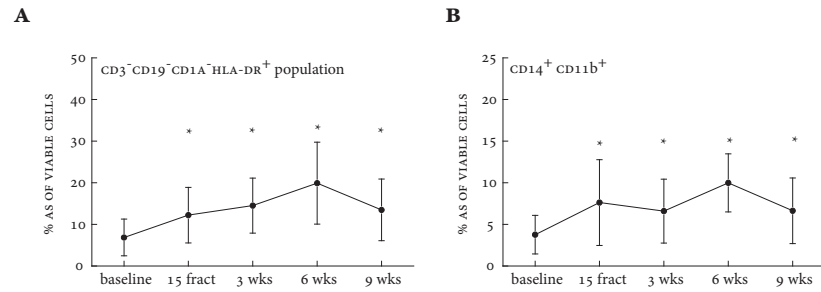 A
CD3-CD19-CD1A-HLA-DR+ population
% AS OF VIABLE CELLS
50
40
30
20
10
0
* * * *
baseline 15 fract 3 wks 6 wks 9 wks
B
CD14+ CD11b+
% AS OF VIABLE CELLS
25
20
15
10
5
0
* * * *
baseline 15 fract 3 wks 6 wks 9 wks